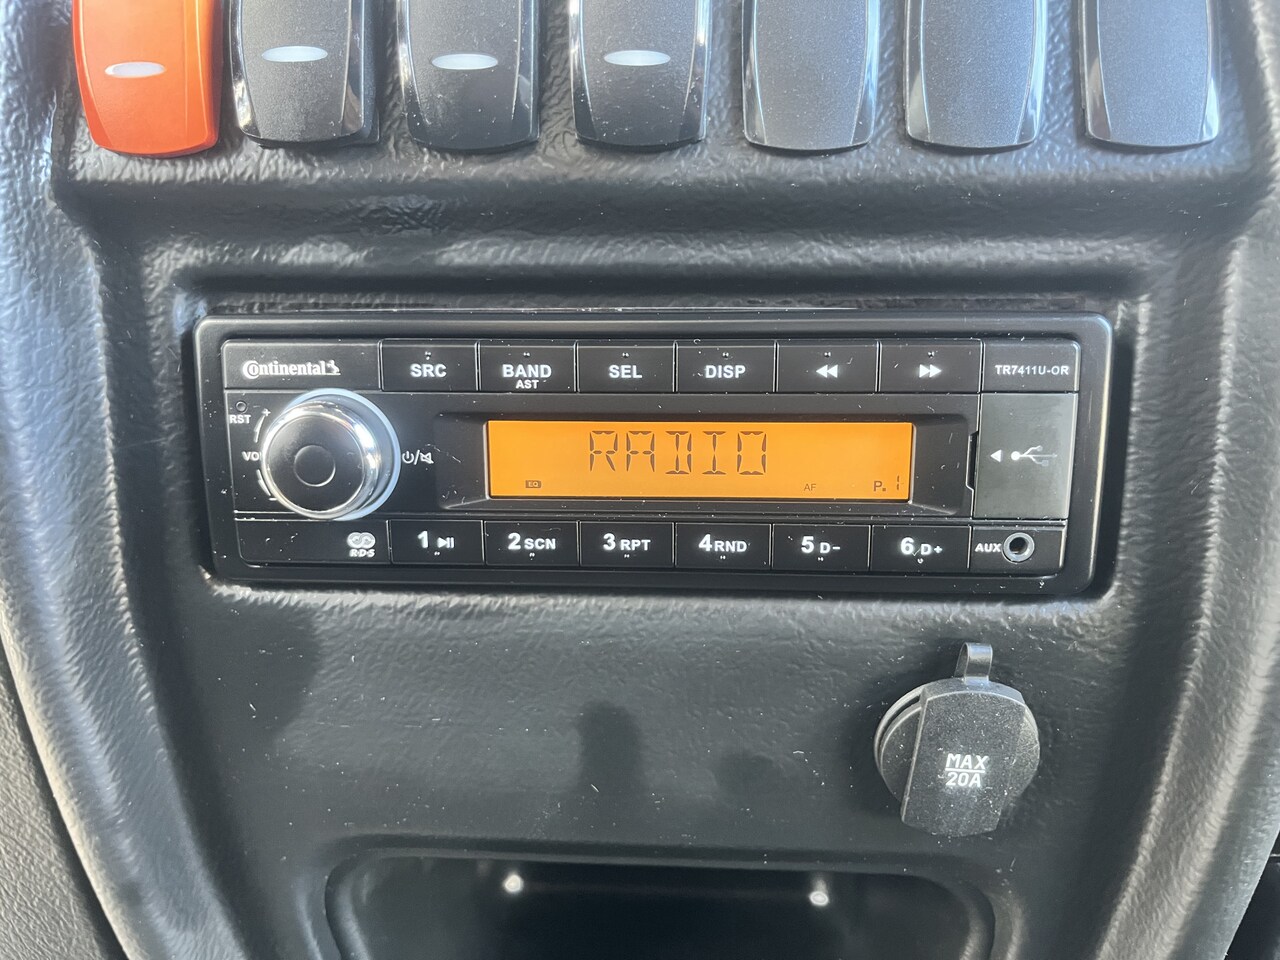 Continental
SRC
BAND
AST
SEL
DISP
TR7411U-OR
RST
+
VOL
RADIO
EQ
AF
P. 1
RDS
1
2 SCN
3 RPT
4 RND
5 D-
6 D+
AUX
MAX
20A